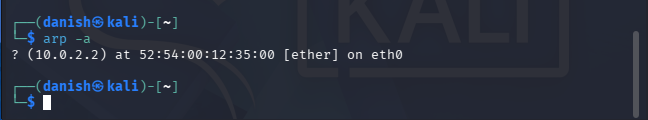 ┌──(danish㉿kali)-[~]
└─$ arp -a
? (10.0.2.2) at 52:54:00:12:35:00 [ether] on eth0
┌──(danish㉿kali)-[~]
└─$
KALI